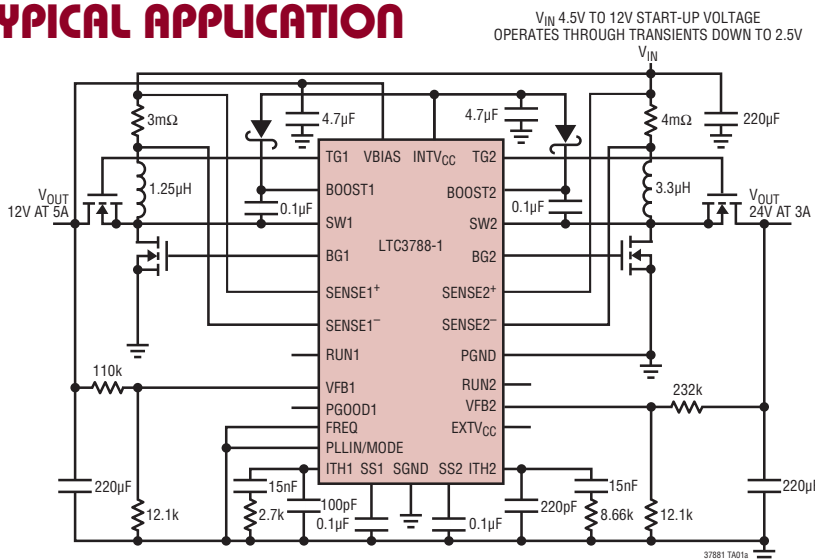 YPICAL APPLICATION
VIN 4.5V TO 12V START-UP VOLTAGE
OPERATES THROUGH TRANSIENTS DOWN TO 2.5V
VIN
3mΩ
4.7µF
4.7µF
4mΩ
220µF
TG1 VBIAS INTVCC TG2
VOUT
12V AT 5A
1.25µH
BOOST1
BOOST2
3.3µH
VOUT
24V AT 3A
0.1µF
0.1µF
SW1
SW2
LTC3788-1
BG1
BG2
SENSE1+
SENSE2+
SENSE1–
SENSE2–
RUN1
PGND
110k
RUN2
232k
VFB1
VFB2
PGOOD1
EXTVCC
FREQ
PLLIN/MODE
ITH1 SS1 SGND SS2 ITH2
220µF
15nF
15nF
220µ
100pF
220pF
12.1k
2.7k
0.1µF
0.1µF
8.66k
12.1k
37881 TA01a